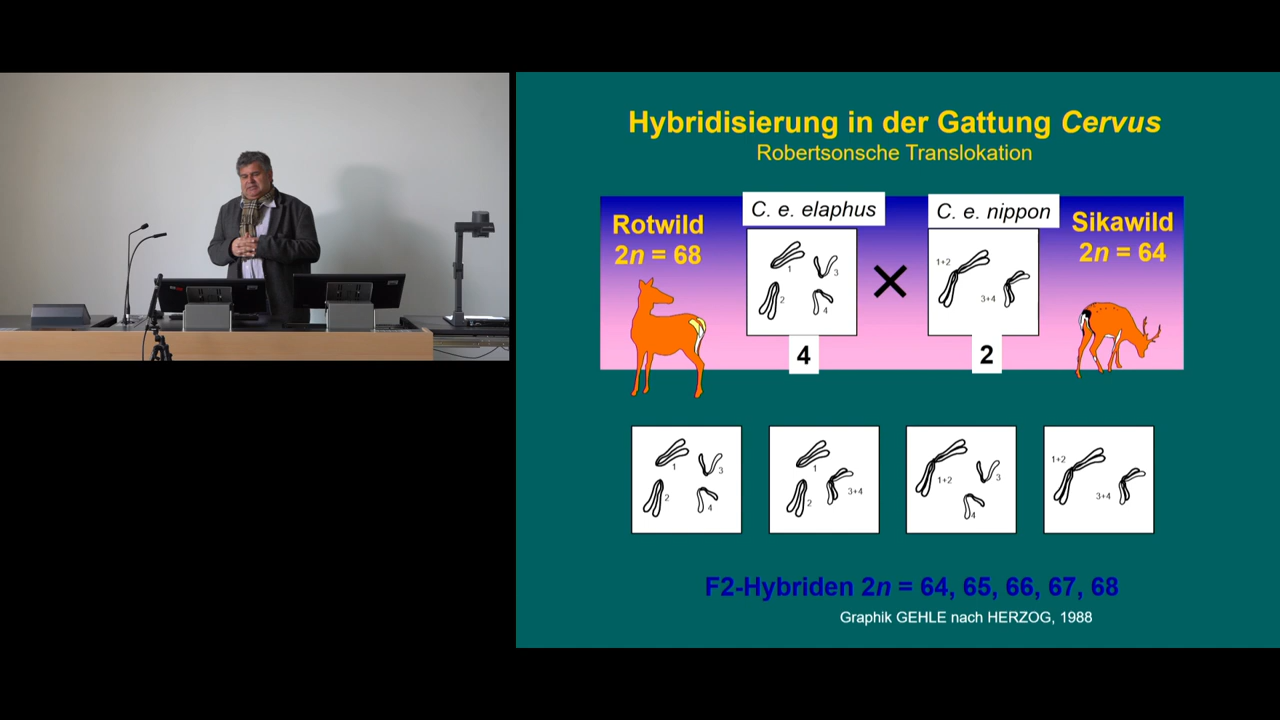 Hybridisierung in der Gattung Cervus
Robertsonsche Translokation
Rotwild
2n = 68
C. e. elaphus
1
3
2
4
4
C. e. nippon
1+2
3+4
2
Sikawild
2n = 64
1
3
2
4
1
3+4
2
1+2
3
4
1+2
3+4
F2-Hybriden 2n = 64, 65, 66, 67, 68
Graphik GEHLE nach HERZOG, 1988